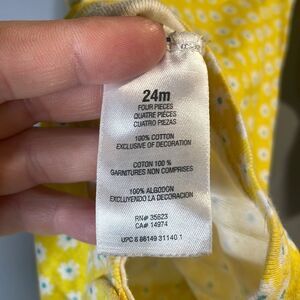 24m
FOUR PIECES
QUATRE PIÈCES
CUATRO PIEZAS
100% COTTON
EXCLUSIVE OF DECORATION
COTON 100 %
GARNITURES NON COMPRISES
100% ALGODON
EXCLUYENDO LA DECORACIÓN
RN# 35623
CA# 14974
UPC 8 86149 31140 1